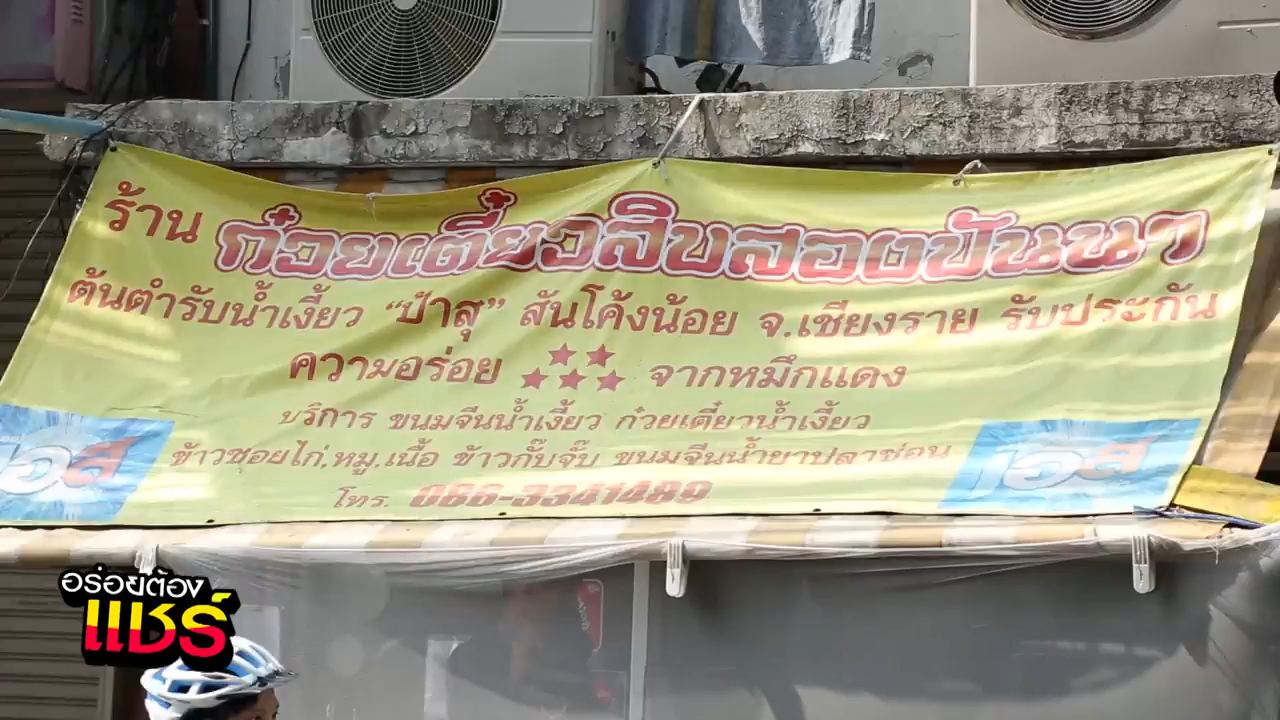 ร้าน ก๋วยเตี๋ยวสิบสองปันนา
ต้นตำรับน้ำเงี้ยว “ป้าสุ” สันโค้งน้อย จ.เชียงราย รับประกัน
ความอร่อย ★★★★★ จากหมึกแดง
บริการ ขนมจีนน้ำเงี้ยว ก๋วยเตี๋ยวน้ำเงี้ยว
ข้าวซอยไก่,หมู,เนื้อ ข้าวกั๊บจิ๊บ ขนมจีนน้ำยาปลาช่อน
โทร. 086-3341489
เอส
เอส
อร่อยต้อง
แชร์